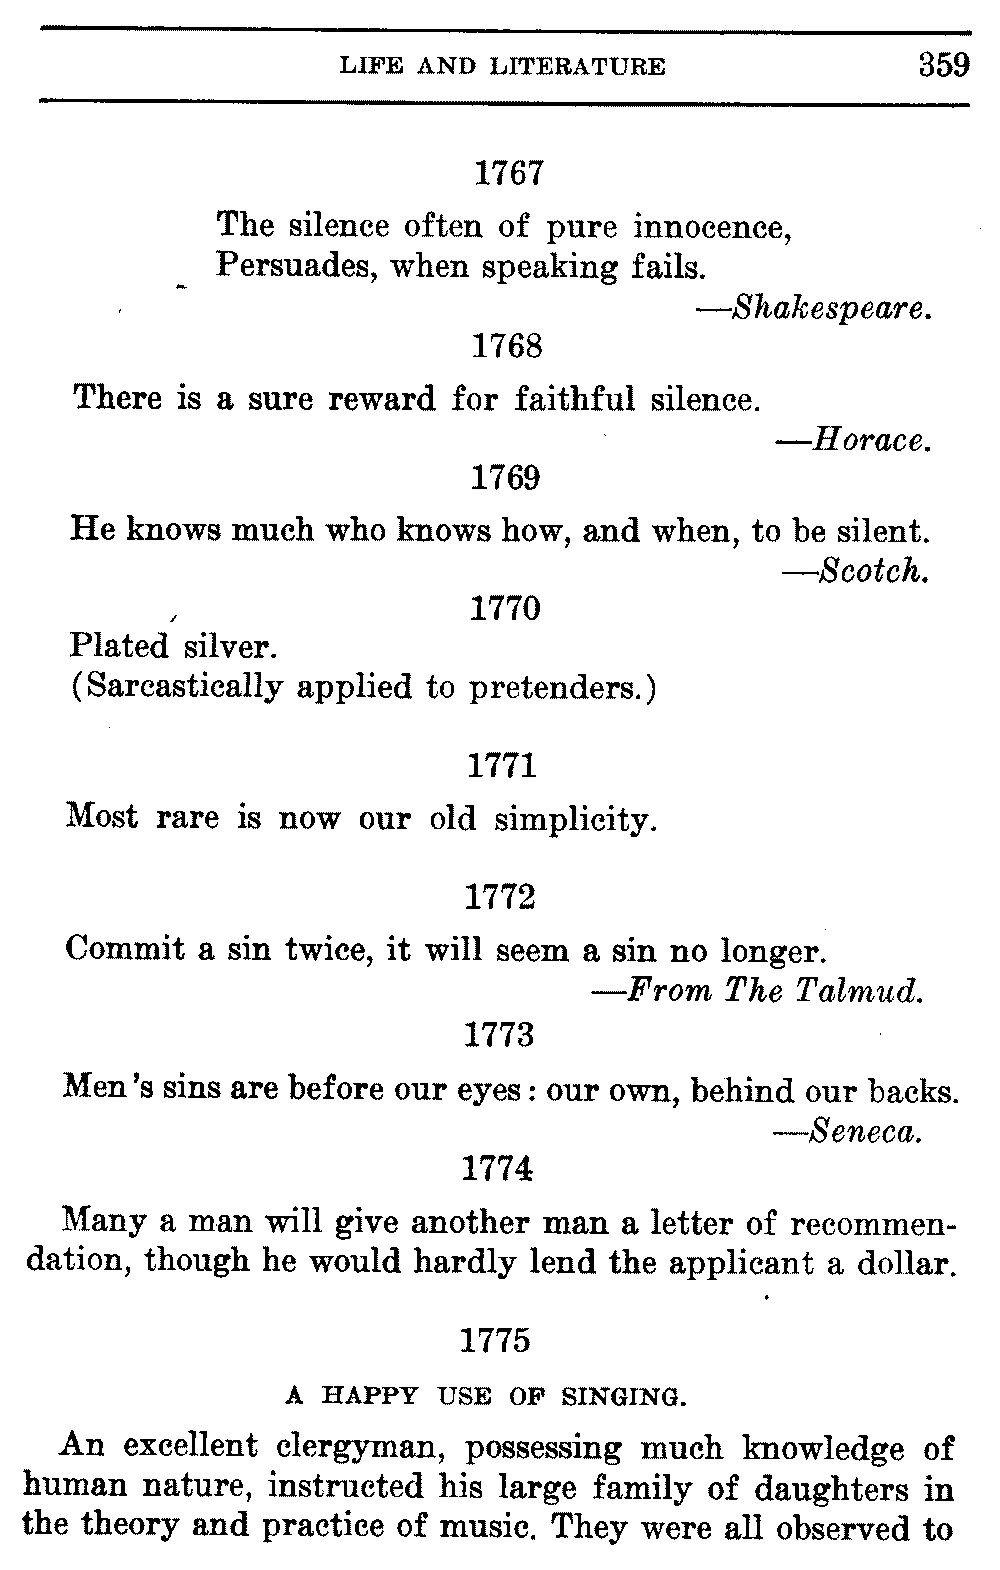 LIFE AND LITERATURE 359
1767
The silence often of pure innocence,
Persuades, when speaking fails.
—Shakespeare.
1768
There is a sure reward for faithful silence.
—Horace.
1769
He knows much who knows how, and when, to be silent.
—Scotch.
1770
Plated silver.
(Sarcastically applied to pretenders.)
1771
Most rare is now our old simplicity.
1772
Commit a sin twice, it will seem a sin no longer.
—From The Talmud.
1773
Men's sins are before our eyes: our own, behind our backs.
—Seneca.
1774
Many a man will give another man a letter of recommen-
dation, though he would hardly lend the applicant a dollar.
1775
A HAPPY USE OF SINGING.
An excellent clergyman, possessing much knowledge of
human nature, instructed his large family of daughters in
the theory and practice of music. They were all observed to